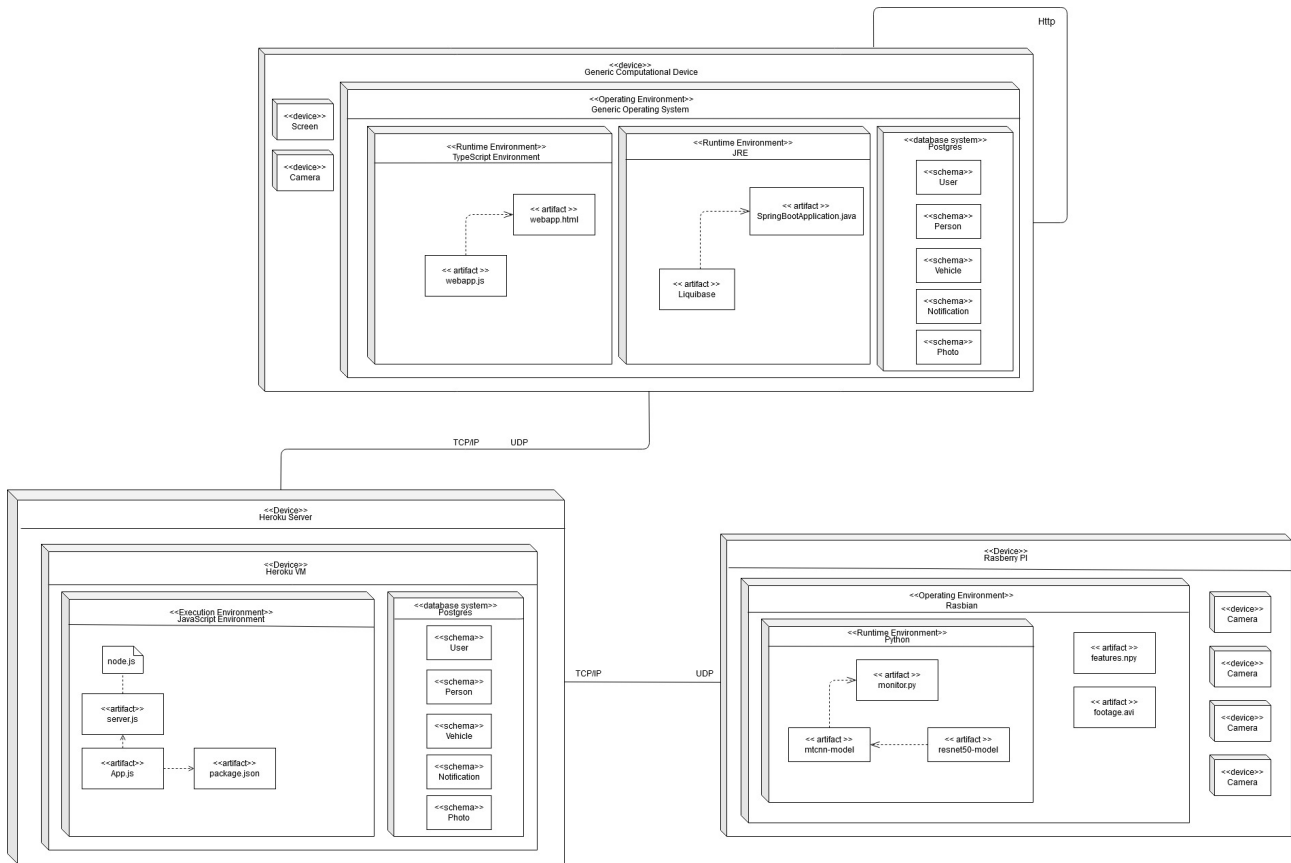 Http
<<device>>
Generic Computational Device
<<device>>
Screen
<<device>>
Camera
<<Operating Environment>>
Generic Operating System
<<Runtime Environment>>
TypeScript Environment
<< artifact >>
webapp.html
<< artifact >>
webapp.js
<<Runtime Environment>>
JRE
<< artifact >>
SpringBootApplication.java
<< artifact >>
Liquibase
<<database system>>
Postgres
<<schema>>
User
<<schema>>
Person
<<schema>>
Vehicle
<<schema>>
Notification
<<schema>>
Photo
TCP/IP UDP
<<Device>>
Heroku Server
<<Device>>
Heroku VM
<<Execution Environment>>
JavaScript Environment
node.js
<<artifact>>
server.js
<<artifact>>
App.js
<<artifact>>
package.json
<<database system>>
Postgres
<<schema>>
User
<<schema>>
Person
<<schema>>
Vehicle
<<schema>>
Notification
<<schema>>
Photo
TCP/IP UDP
<<Device>>
Rasberry PI
<<Operating Environment>>
Rasbian
<<Runtime Environment>>
Python
<< artifact >>
monitor.py
<< artifact >>
mtcnn-model
<< artifact >>
resnet50-model
<< artifact >>
features.npy
<< artifact >>
footage.avi
<<device>>
Camera
<<device>>
Camera
<<device>>
Camera
<<device>>
Camera